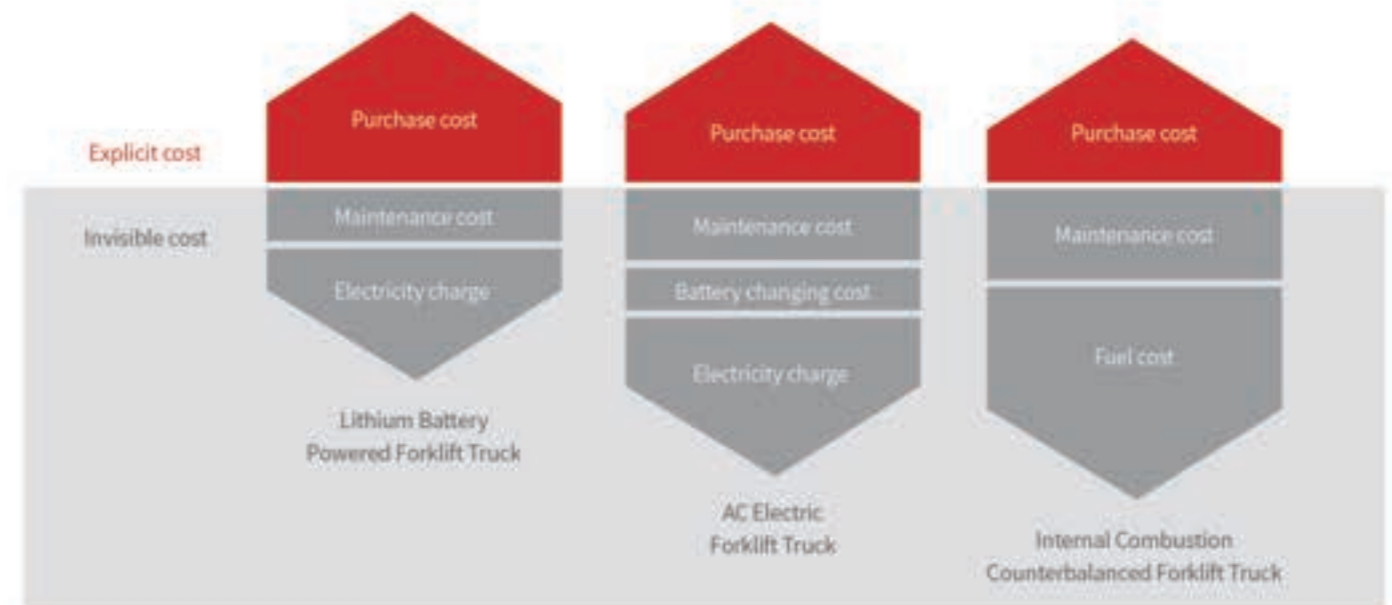 Explicit cost
Invisible cost
Purchase cost
Maintenance cost
Electricity charge
Lithium Battery
Powered Forklift Truck
Purchase cost
Maintenance cost
Battery changing cost
Electricity charge
AC Electric
Forklift Truck
Purchase cost
Maintenance cost
Fuel cost
Internal Combustion
Counterbalanced Forklift Truck